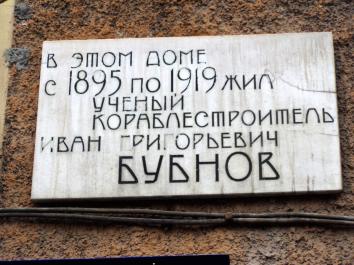 В ЭТОМ ДОМЕ
С 1895 ПО 1919 ЖИЛ
УЧЕНЫЙ
КОРАБЛЕСТРОИТЕЛЬ
ИВАН ГРИГОРЬЕВИЧ
БУБНОВ